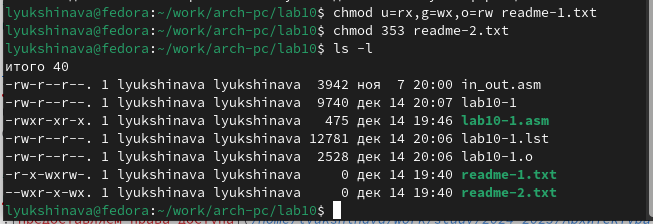 lyukshinava@fedora:~/work/arch-pc/lab10$ chmod u=rx,g=wx,o=rw readme-1.txt
lyukshinava@fedora:~/work/arch-pc/lab10$ chmod 353 readme-2.txt
lyukshinava@fedora:~/work/arch-pc/lab10$ ls -l
итого 40
-rw-r--r--. 1 lyukshinava lyukshinava  3942 ноя  7 20:00 in_out.asm
-rw-r--r--. 1 lyukshinava lyukshinava  9740 дек 14 20:07 lab10-1
-rwxr-xr-x. 1 lyukshinava lyukshinava   475 дек 14 19:46 lab10-1.asm
-rw-r--r--. 1 lyukshinava lyukshinava 12781 дек 14 20:06 lab10-1.lst
-rw-r--r--. 1 lyukshinava lyukshinava  2528 дек 14 20:06 lab10-1.o
-r-x-wxrw-. 1 lyukshinava lyukshinava     0 дек 14 19:40 readme-1.txt
--wxr-x-wx. 1 lyukshinava lyukshinava     0 дек 14 19:40 readme-2.txt
lyukshinava@fedora:~/work/arch-pc/lab10$